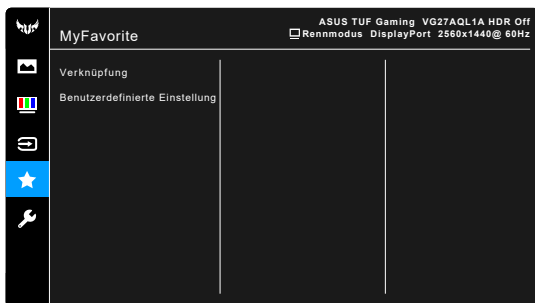 ASUS TUF Gaming VG27AQL1A HDR Off
MyFavorite
Rennmodus DisplayPort 2560x1440@ 60Hz
Verknüpfung
Benutzerdefinierte Einstellung